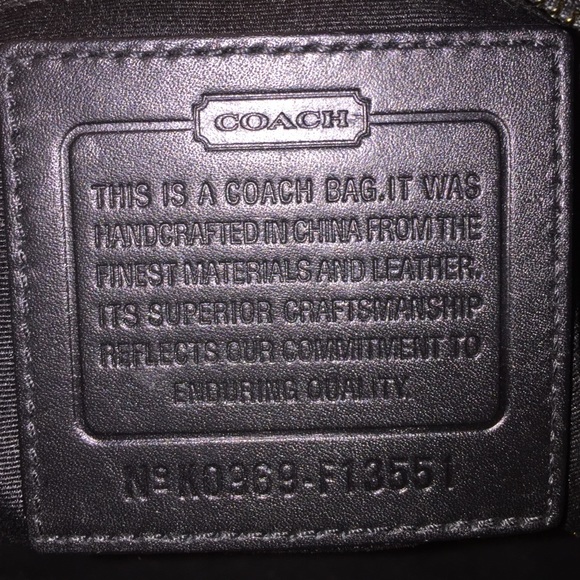 COACH
THIS IS A COACH BAG.IT WAS
HANDCRAFTED IN CHINA FROM THE
FINEST MATERIALS AND LEATHER.
ITS SUPERIOR CRAFTSMANSHIP
REFLECTS OUR COMMITMENT TO
ENDURING QUALITY.
Nº K0969-F13551